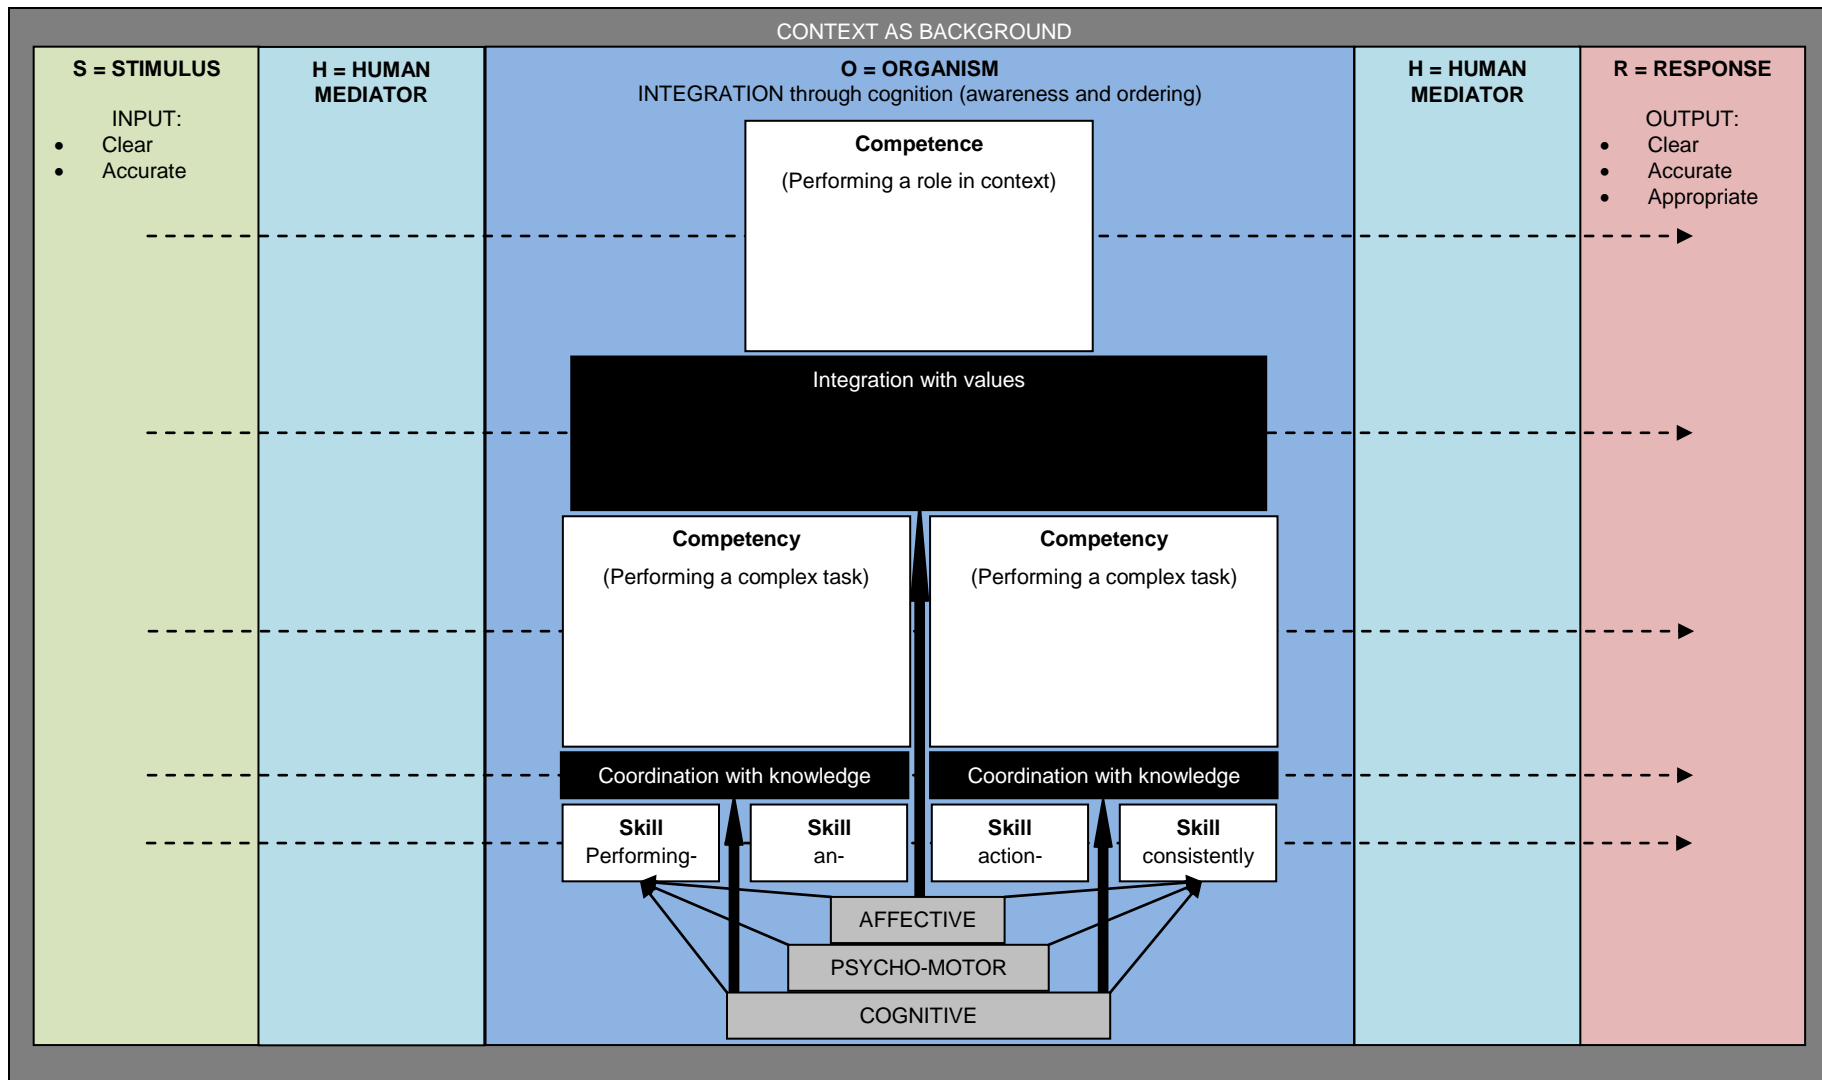 CONTEXT AS BACKGROUND
S = STIMULUS
INPUT:
• Clear
• Accurate
H = HUMAN
MEDIATOR
O = ORGANISM
INTEGRATION through cognition (awareness and ordering)
Competence
(Performing a role in context)
Integration with values
Competency
(Performing a complex task)
Competency
(Performing a complex task)
Coordination with knowledge
Coordination with knowledge
Skill
Performing-
Skill
an-
Skill
action-
Skill
consistently
AFFECTIVE
PSYCHO-MOTOR
COGNITIVE
H = HUMAN
MEDIATOR
R = RESPONSE
OUTPUT:
• Clear
• Accurate
• Appropriate